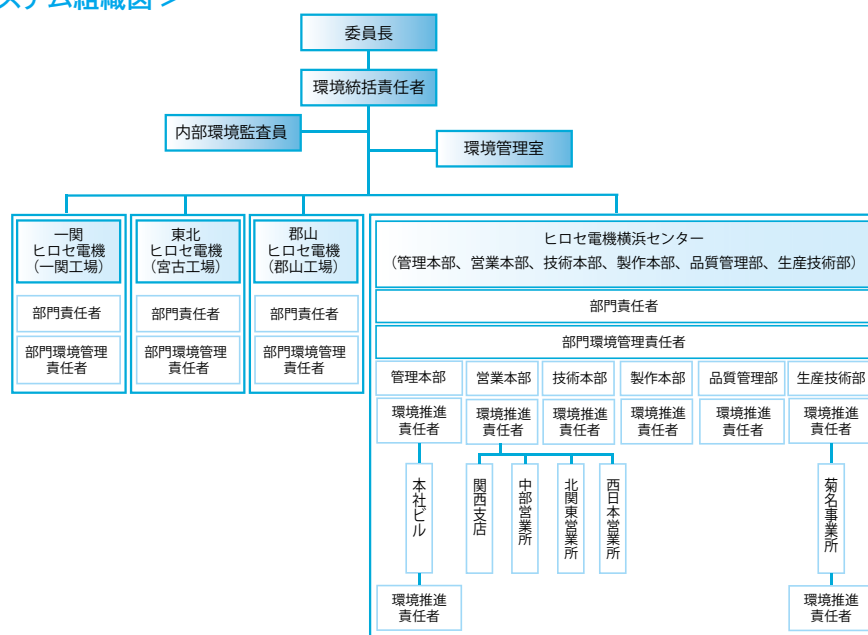 ステム組織図 >
委員長
環境統括責任者
内部環境監査員
環境管理室
一関
ヒロセ電機
（一関工場）
部門責任者
部門環境管理
責任者
東北
ヒロセ電機
（宮古工場）
部門責任者
部門環境管理
責任者
郡山
ヒロセ電機
（郡山工場）
部門責任者
部門環境管理
責任者
ヒロセ電機横浜センター
（管理本部、営業本部、技術本部、製作本部、品質管理部、生産技術部）
部門責任者
部門環境管理責任者
管理本部
営業本部
技術本部
製作本部
品質管理部
生産技術部
環境推進
責任者
環境推進
責任者
環境推進
責任者
環境推進
責任者
環境推進
責任者
環境推進
責任者
本社ビル
関西支店
中部営業所
北関東営業所
西日本営業所
菊名事業所
環境推進
責任者
環境推進
責任者